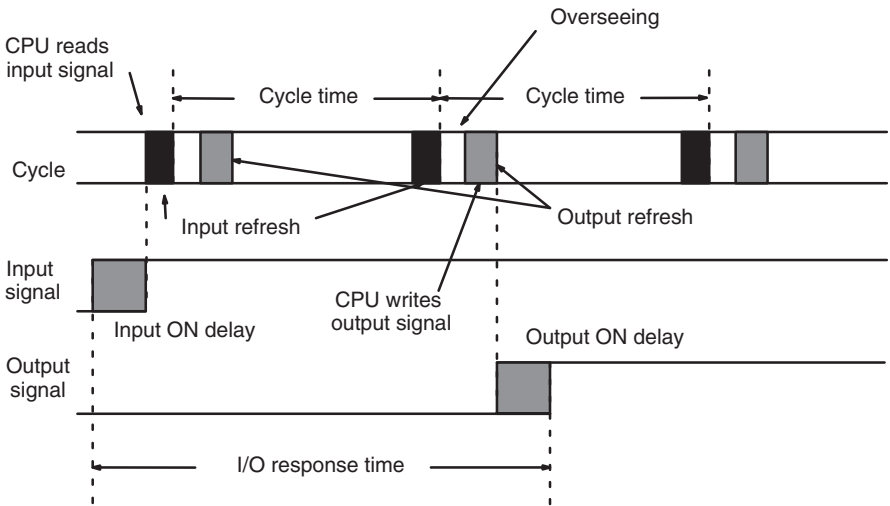 Overseeing
CPU reads
input signal
Cycle time
Cycle time
Cycle
Input refresh
Output refresh
Input
signal
CPU writes
output signal
Input ON delay
Output ON delay
Output
signal
I/O response time